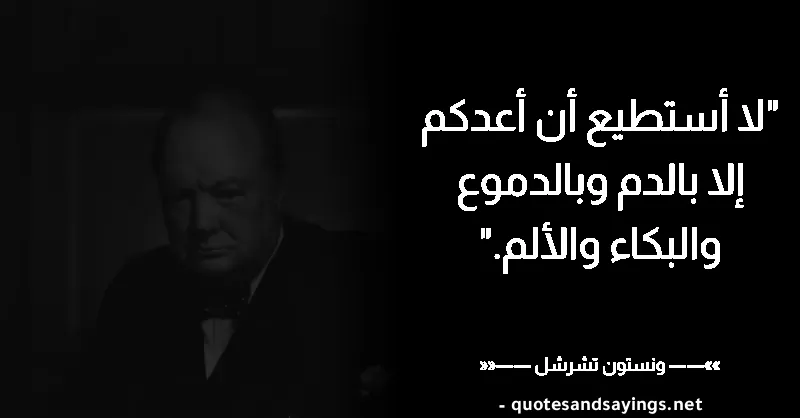 "لا أستطيع أن أعدكم
إلا بالدم وبالدموع
والبكاء والألم."
»—— ونستون تشرشل ——«
- quotesandsayings.net